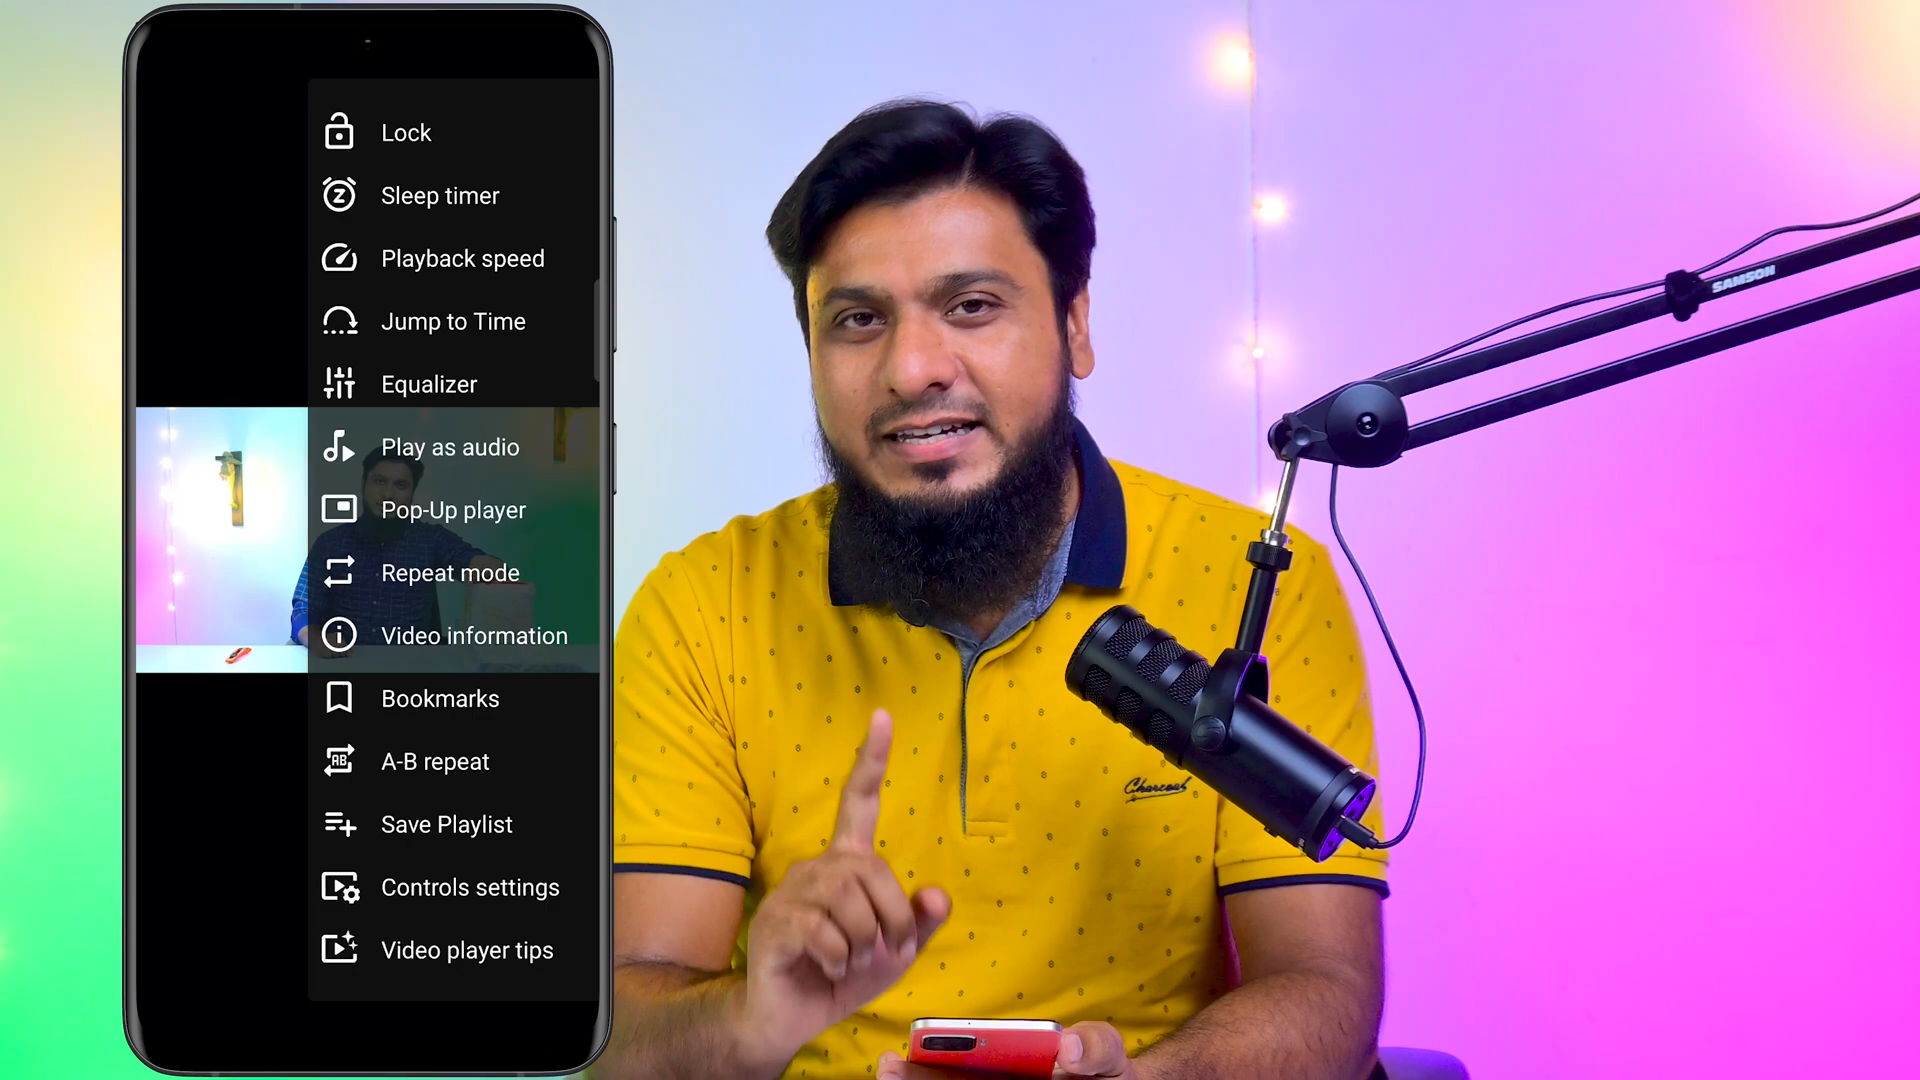 Lock
Sleep timer
Playback speed
Jump to Time
Equalizer
Play as audio
Pop-Up player
Repeat mode
Video information
Bookmarks
A-B repeat
Save Playlist
Controls settings
Video player tips
SAMSON
Charcoal